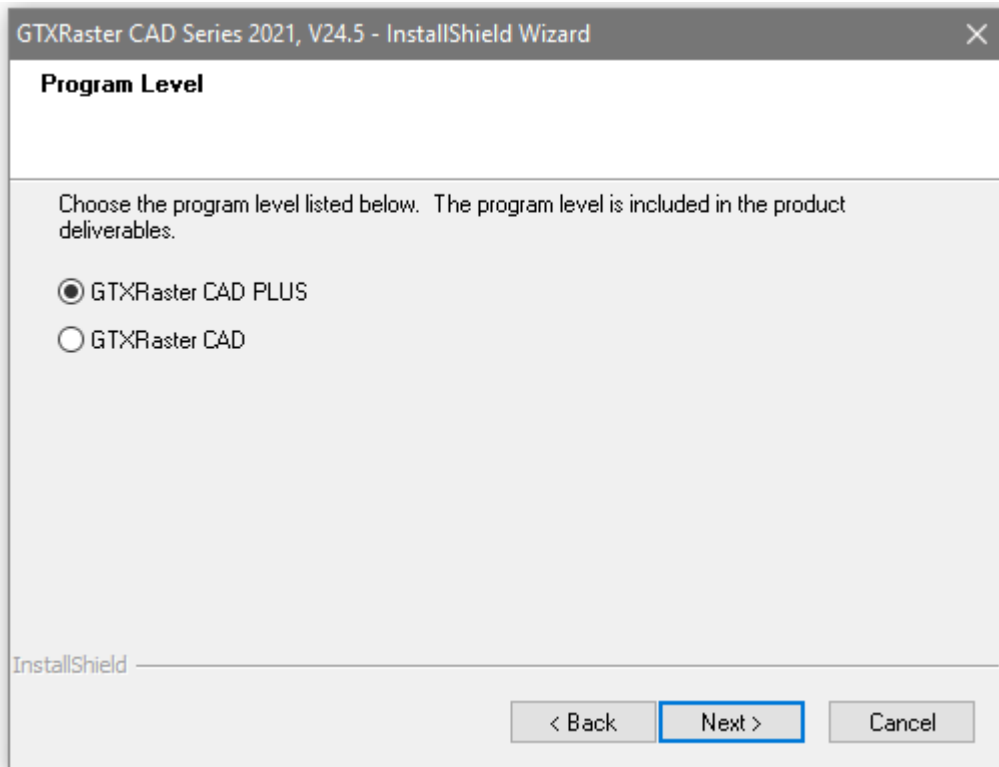 GTXRaster CAD Series 2021, V24.5 - InstallShield Wizard
Program Level
Choose the program level listed below.  The program level is included in the product
deliverables.
GTXRaster CAD PLUS
GTXRaster CAD
InstallShield
< Back
Next >
Cancel